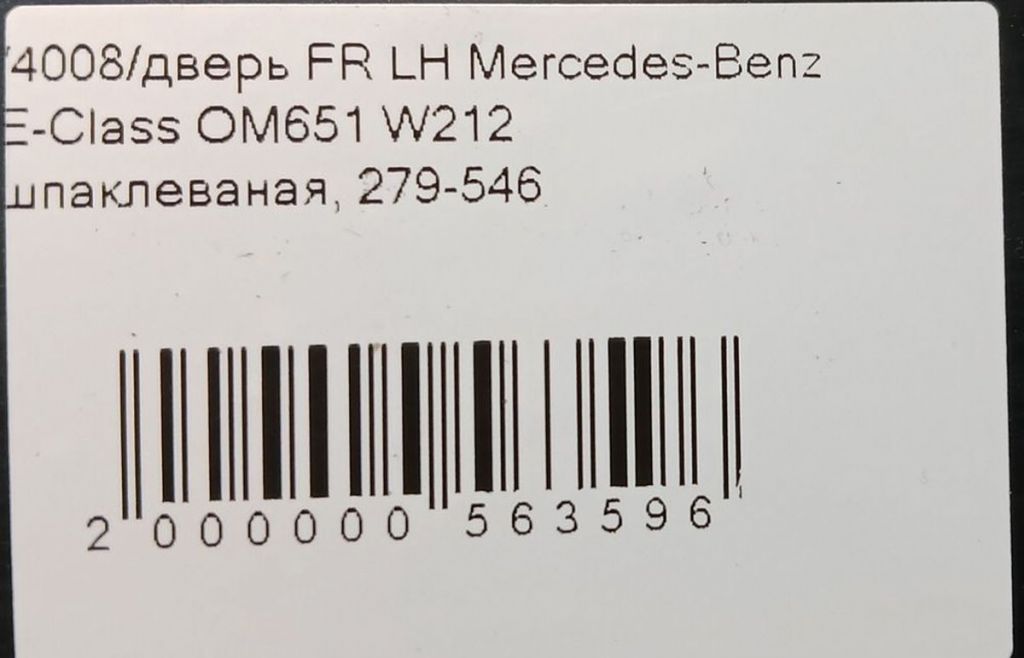 4008/дверь FR LH Mercedes-Benz
E-Class OM651 W212
шпаклеваная, 279-546
2 000000 563596